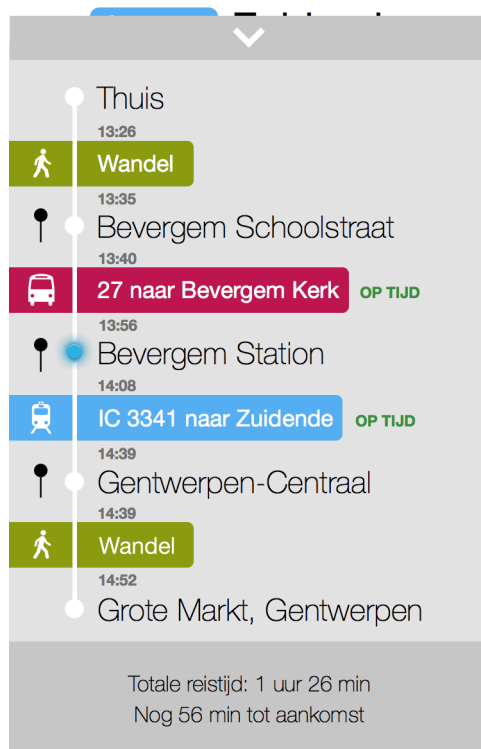 Thuis
13:26
Wandel
13:35
Bevergem Schoolstraat
13:40
27 naar Bevergem Kerk OP TIJD
13:56
Bevergem Station
14:08
IC 3341 naar Zuidende OP TIJD
14:39
Gentwerpen-Centraal
14:39
Wandel
14:52
Grote Markt, Gentwerpen
Totale reistijd: 1 uur 26 min
Nog 56 min tot aankomst